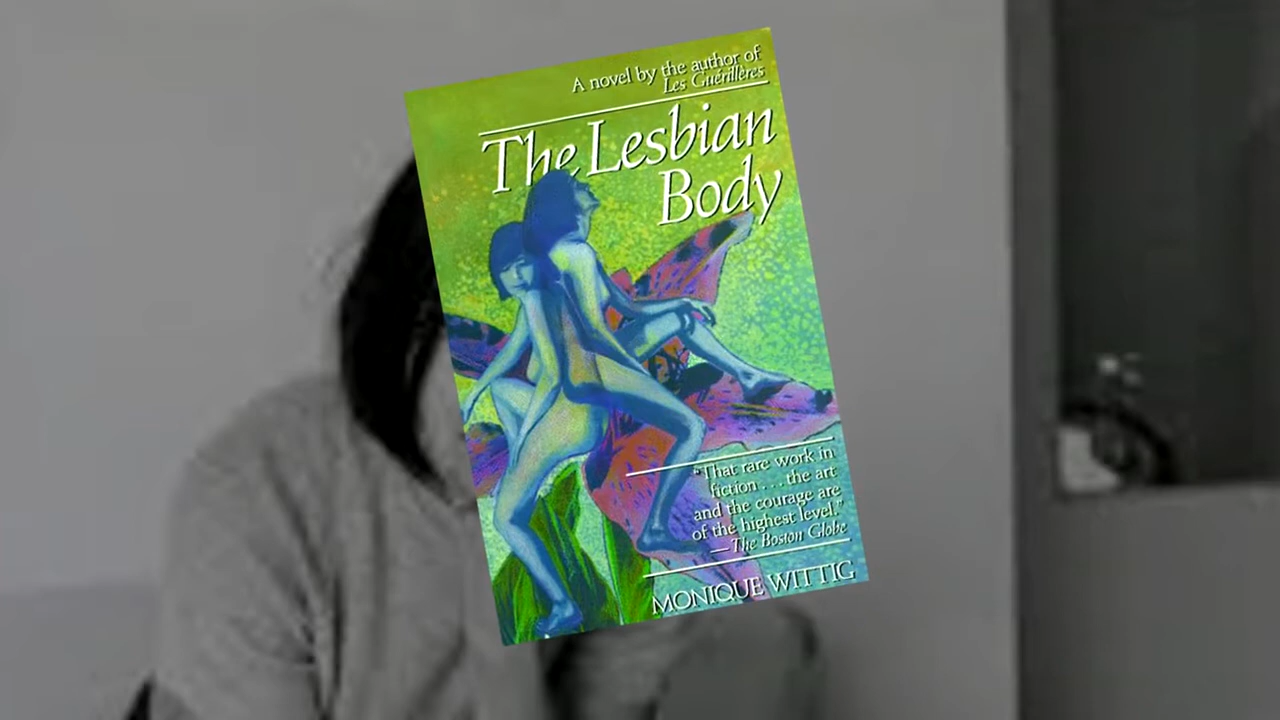 A novel by the author of
Les Guérillères
The Lesbian
Body
"That rare work in
fiction . . . the art
and the courage are
of the highest level."
—The Boston Globe
MONIQUE WITTIG